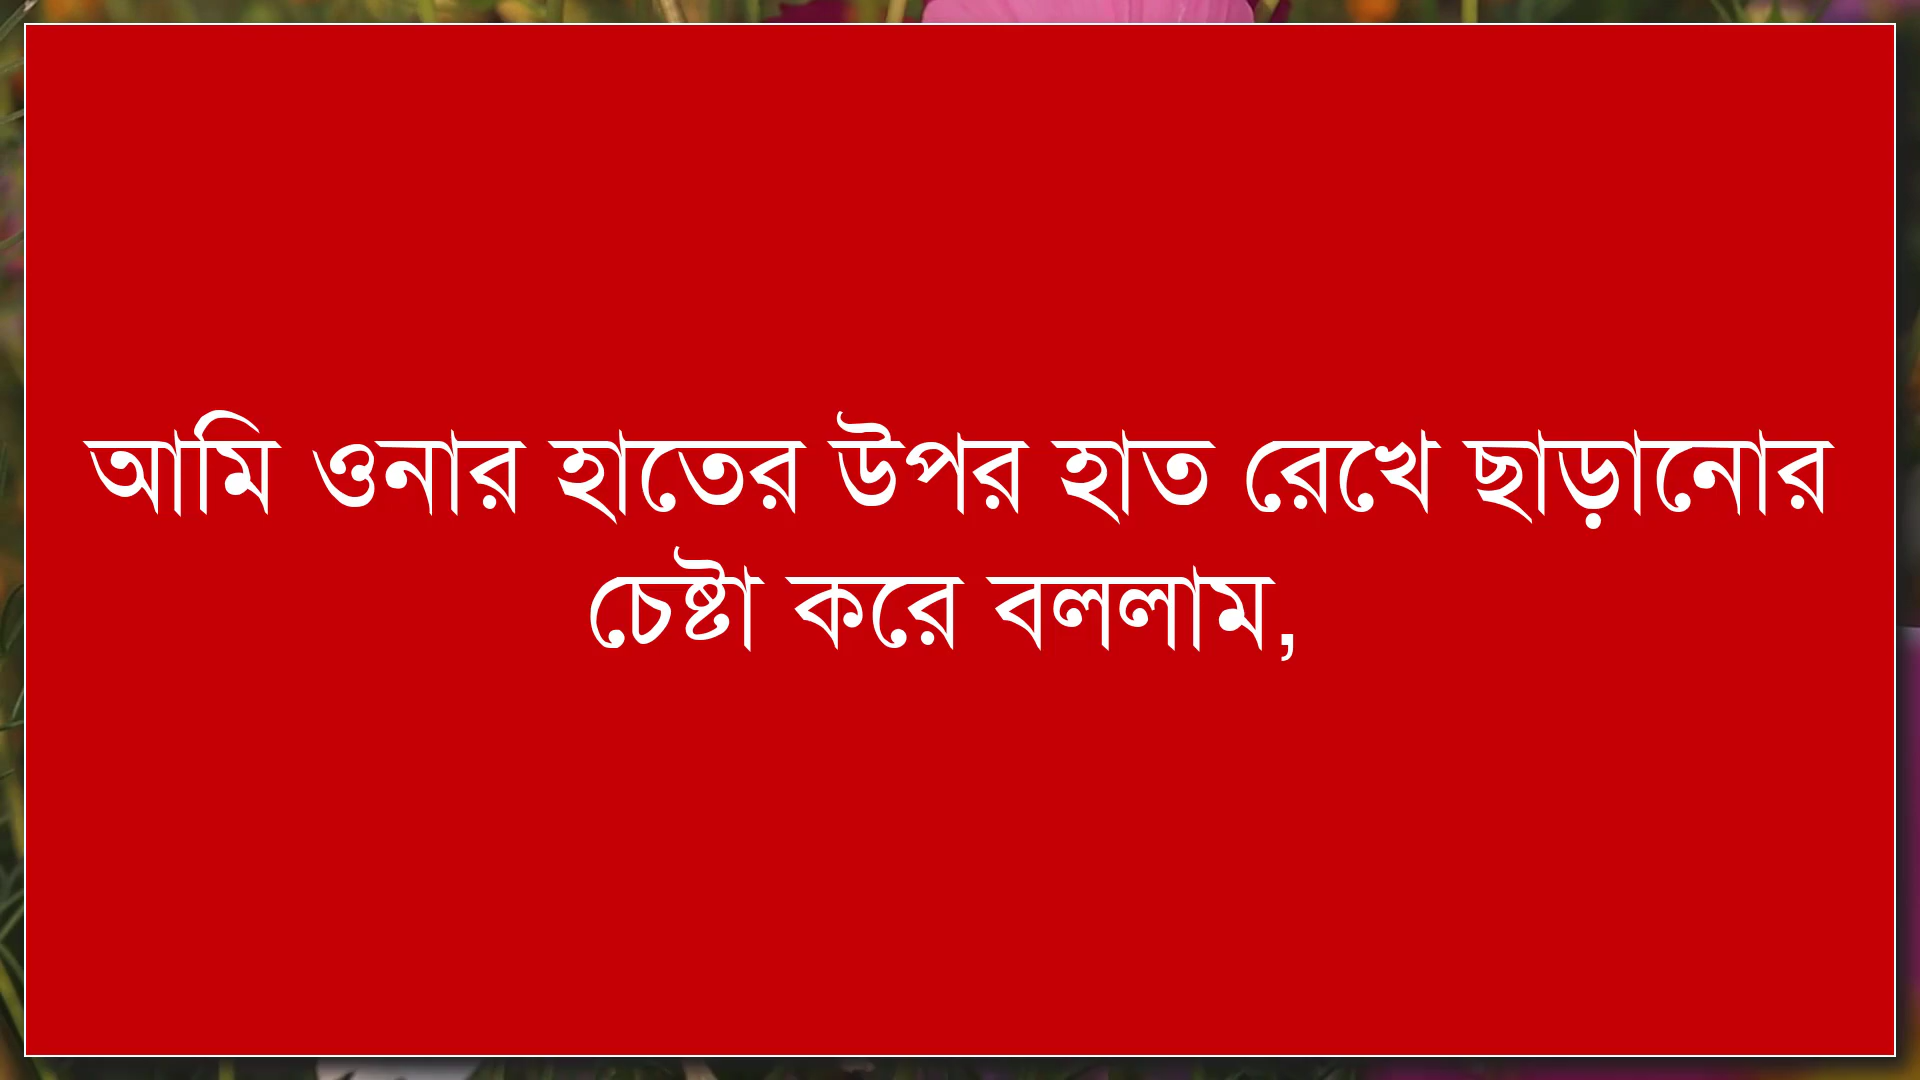 আমি ওনার হাতের উপর হাত রেখে ছাড়ানোর
চেষ্টা করে বললাম,